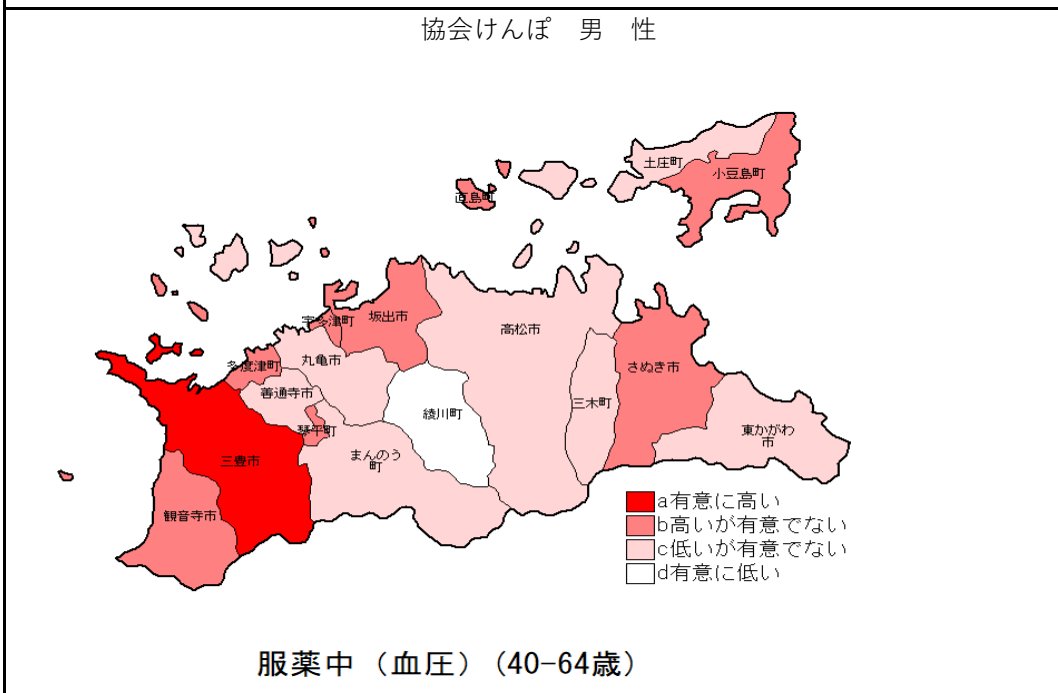 協会けんぽ　男　性
土庄町
小豆島町
直島町
宇多津町
坂出市
高松市
多度津町
丸亀市
さぬき市
善通寺市
三木町
綾川町
琴平町
東かがわ
市
まんのう
町
三豊市
観音寺市
a有意に高い
b高いが有意でない
c低いが有意でない
d有意に低い
服薬中（血圧）(40-64歳)